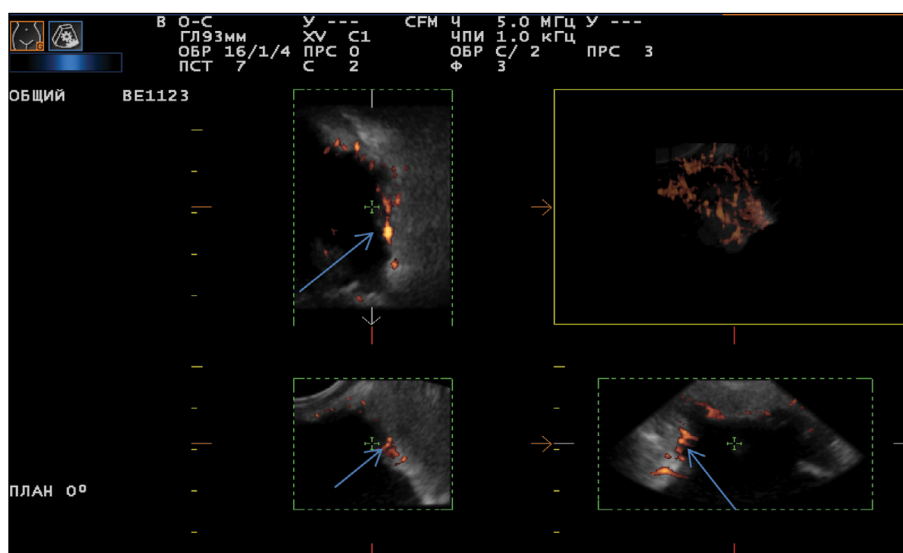 В О-С У --- CFM Ч 5.0 МГЦ У ---
ГЛ93мм XV C1 ЧПИ 1.0 кГц
ОБР 16/1/4 ПРС 0 ОБР С/ 2 ПРС 3
ПСТ 7 С 2 Ф 3
ОБЩИЙ BE1123
ПЛАН 0º